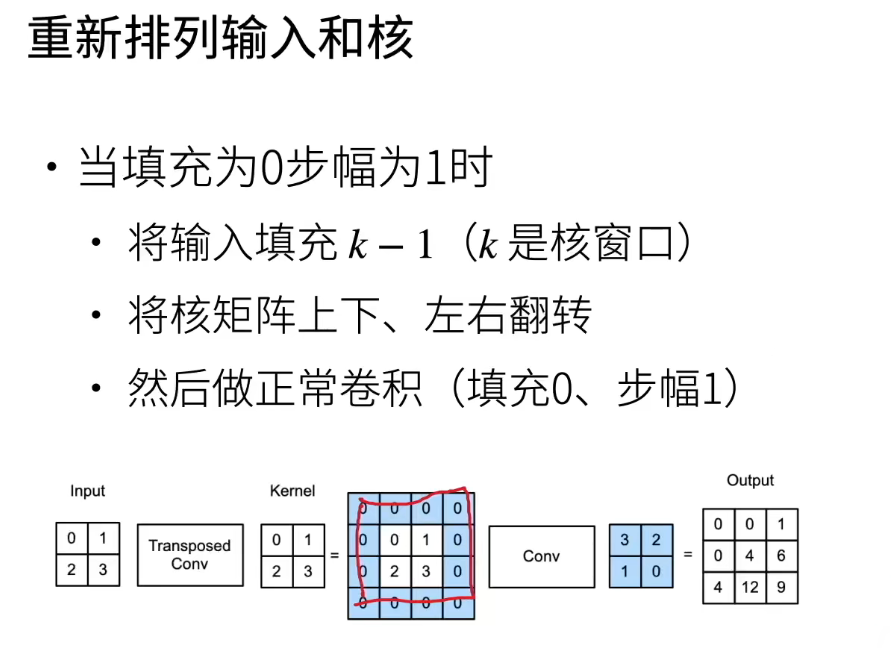 重新排列输入和核
• 当填充为0步幅为1时
• 将输入填充 k − 1（k 是核窗口）
• 将核矩阵上下、左右翻转
• 然后做正常卷积（填充0、步幅1）
Input
0 1
2 3
Transposed
Conv
Kernel
0 1
2 3
=
0 0 0 0
0 0 1 0
0 2 3 0
0 0 0 0
Conv
3 2
1 0
=
Output
0 0 1
0 4 6
4 12 9